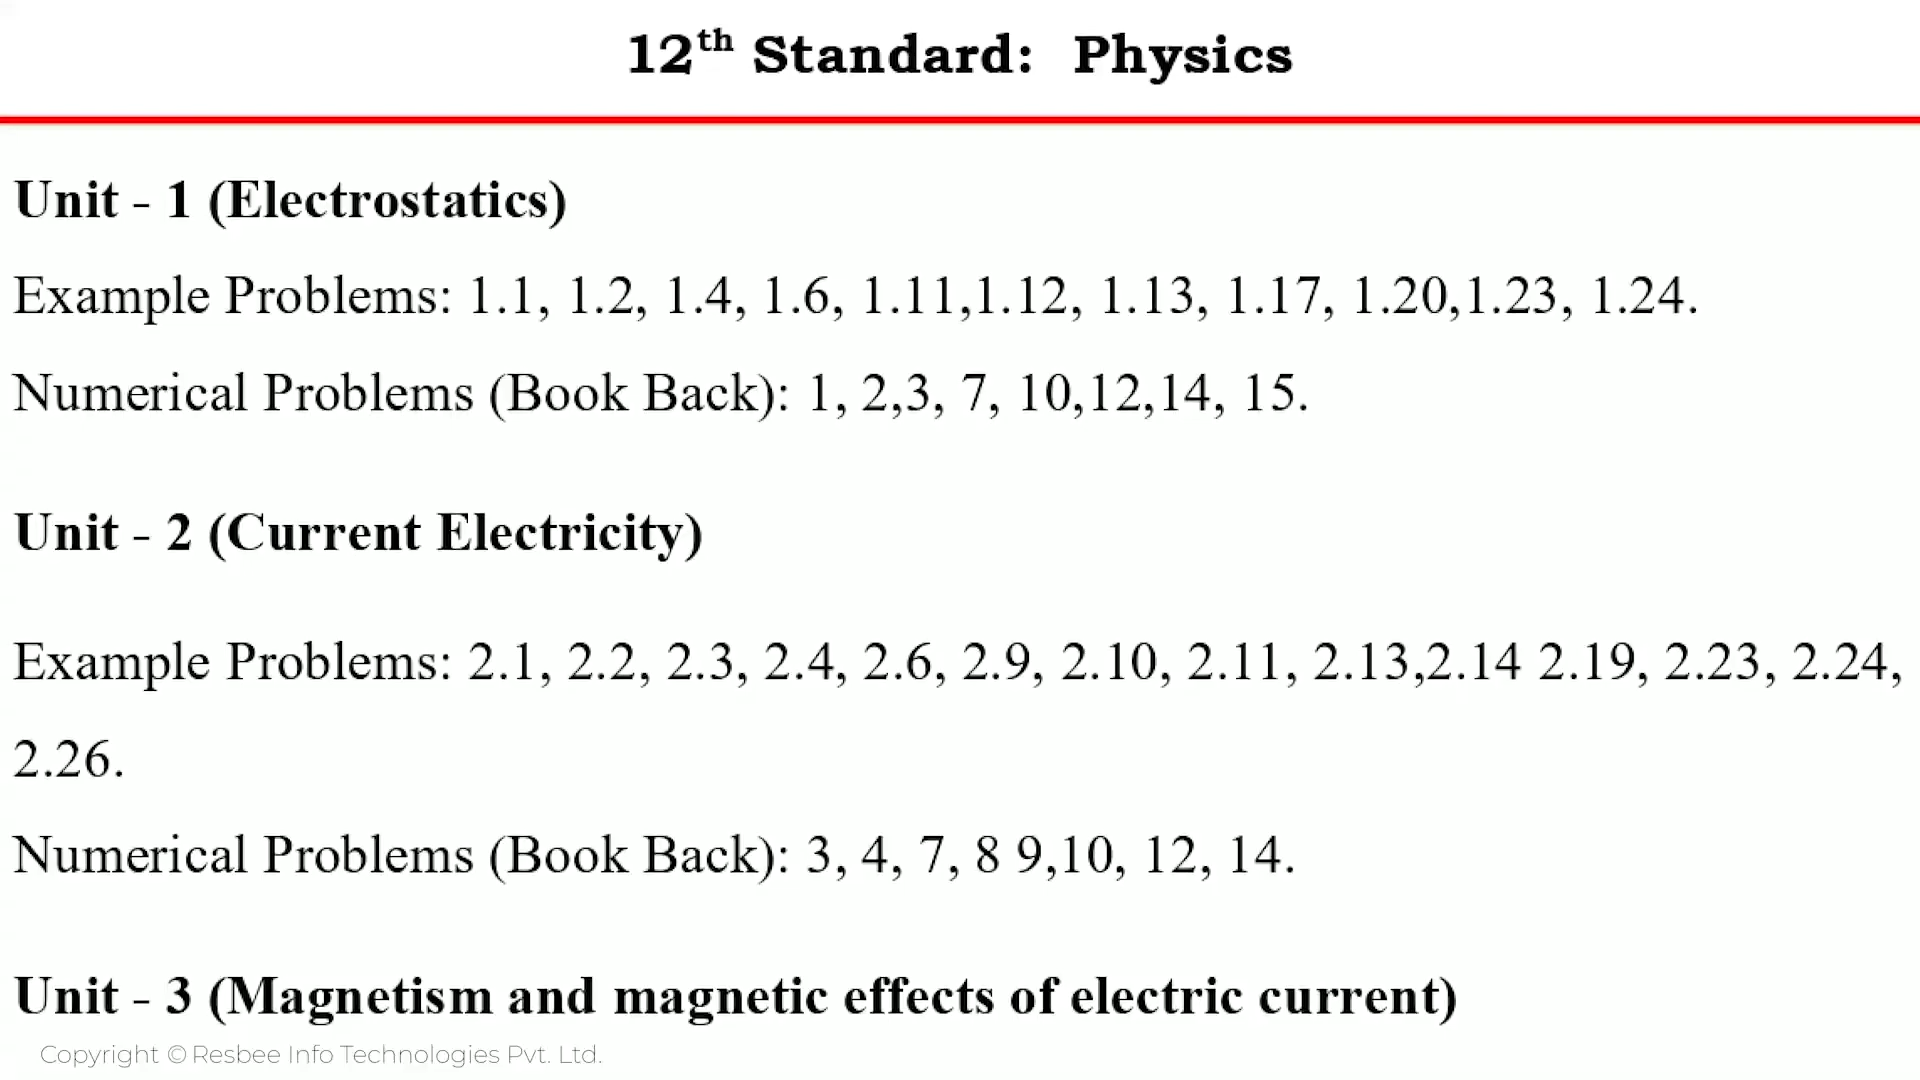 12th Standard: Physics
Unit - 1 (Electrostatics)
Example Problems: 1.1, 1.2, 1.4, 1.6, 1.11,1.12, 1.13, 1.17, 1.20,1.23, 1.24.
Numerical Problems (Book Back): 1, 2,3, 7, 10,12,14, 15.
Unit - 2 (Current Electricity)
Example Problems: 2.1, 2.2, 2.3, 2.4, 2.6, 2.9, 2.10, 2.11, 2.13,2.14 2.19, 2.23, 2.24,
2.26.
Numerical Problems (Book Back): 3, 4, 7, 8 9,10, 12, 14.
Unit - 3 (Magnetism and magnetic effects of electric current)
Copyright © Resbee Info Technologies Pvt. Ltd.